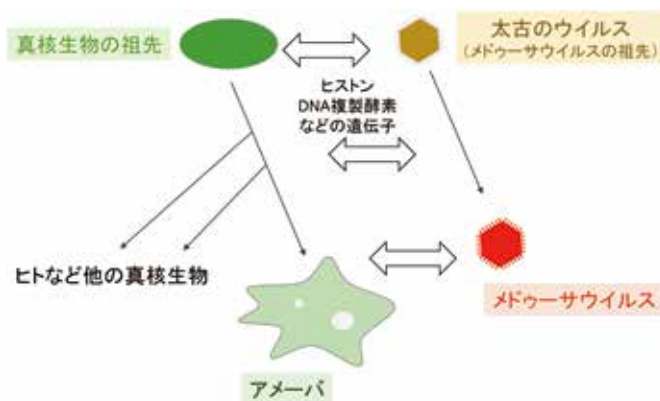 真核生物の祖先
太古のウイルス
（メドゥーサウイルスの祖先）
ヒストン
DNA複製酵素
などの遺伝子
ヒトなど他の真核生物
メドゥーサウイルス
アメーバ